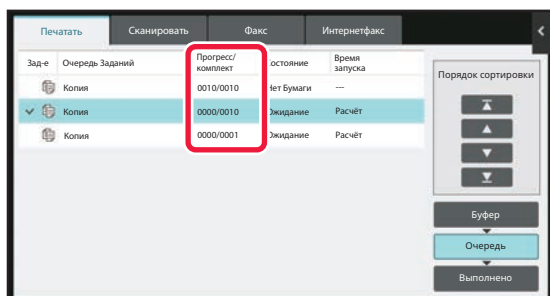 Печатать Сканировать Факс Интернетфакс
Зад-е Очередь Заданий Прогресс/ комплект Состояние Время запуска
Копия 0010/0010 Нет Бумаги ---
Копия 0000/0010 Ожидание Расчёт
Копия 0000/0001 Ожидание Расчёт
Порядок сортировки
Буфер
Очередь
Выполнено